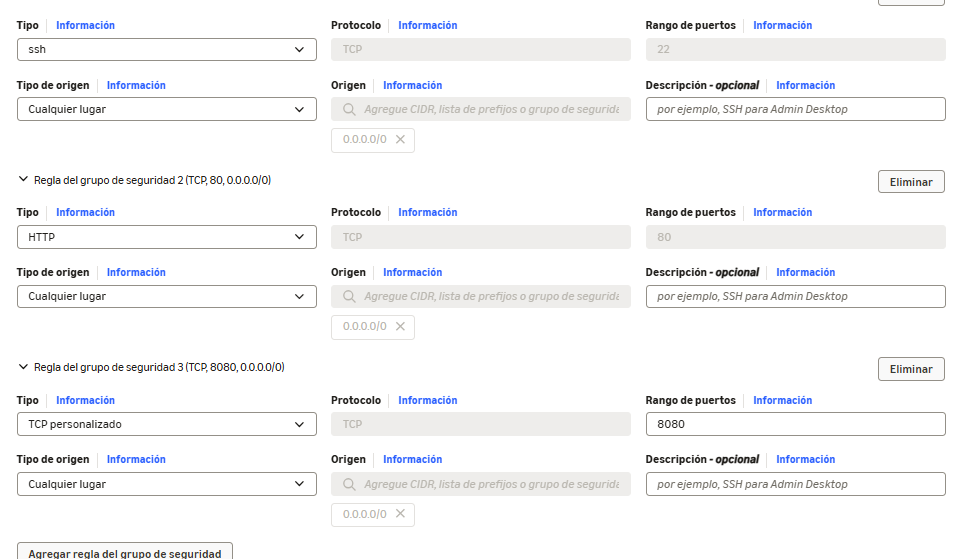 Tipo Información Protocolo Información Rango de puertos Información
ssh TCP 22
Tipo de origen Información Origen Información Descripción - opcional Información
Cualquier lugar Agregue CIDR, lista de prefijos o grupo de segurida por ejemplo, SSH para Admin Desktop
0.0.0.0/0
Regla del grupo de seguridad 2 (TCP, 80, 0.0.0.0/0) Eliminar
Tipo Información Protocolo Información Rango de puertos Información
HTTP TCP 80
Tipo de origen Información Origen Información Descripción - opcional Información
Cualquier lugar Agregue CIDR, lista de prefijos o grupo de segurida por ejemplo, SSH para Admin Desktop
0.0.0.0/0
Regla del grupo de seguridad 3 (TCP, 8080, 0.0.0.0/0) Eliminar
Tipo Información Protocolo Información Rango de puertos Información
TCP personalizado TCP 8080
Tipo de origen Información Origen Información Descripción - opcional Información
Cualquier lugar Agregue CIDR, lista de prefijos o grupo de segurida por ejemplo, SSH para Admin Desktop
0.0.0.0/0
Agregar regla del grupo de seguridad